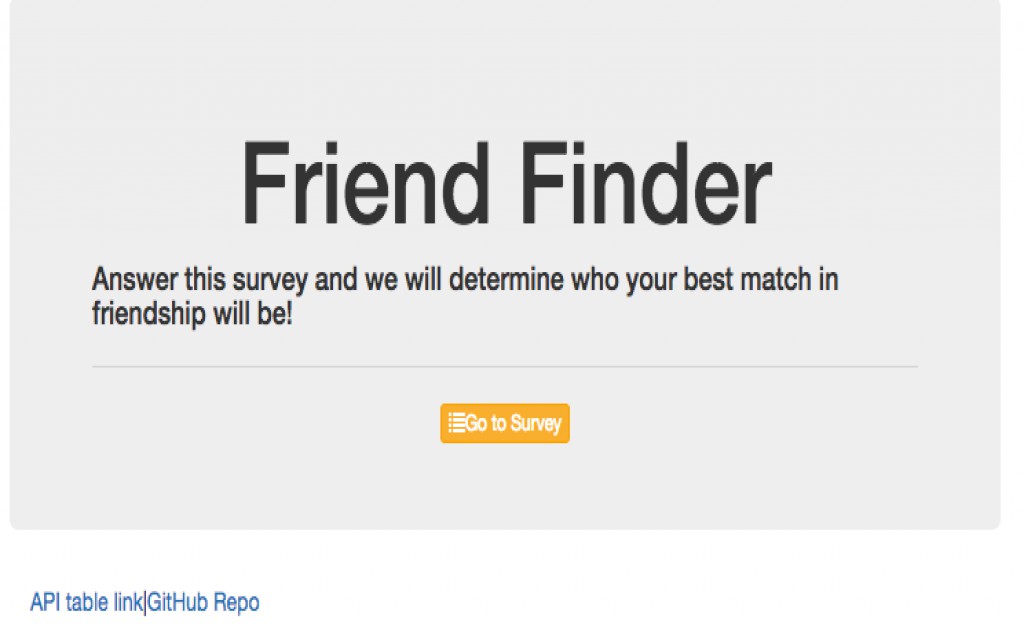 Friend Finder
Answer this survey and we will determine who your best match in
friendship will be!
Go to Survey
API table link|GitHub Repo